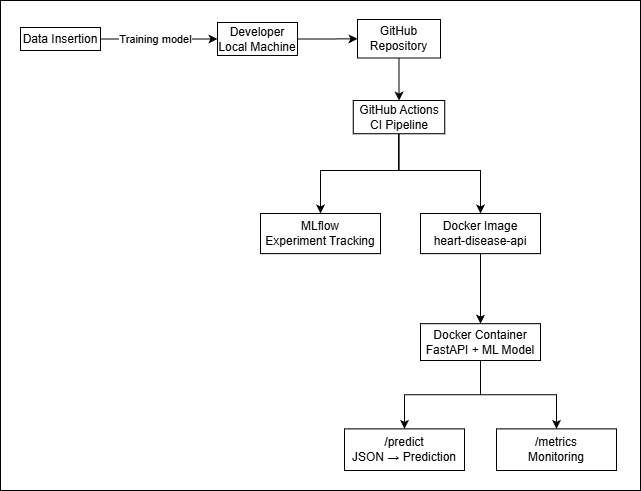 Data Insertion
Training model
Developer
Local Machine
GitHub
Repository
GitHub Actions
CI Pipeline
MLflow
Experiment Tracking
Docker Image
heart-disease-api
Docker Container
FastAPI + ML Model
/predict
JSON → Prediction
/metrics
Monitoring